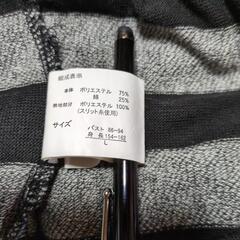 組成表示
本体 ポリエステル 75%
綿 25%
別地部分 ポリエステル 100%
(スリット糸使用)
サイズ
バスト 86-94
身長 154-162
L